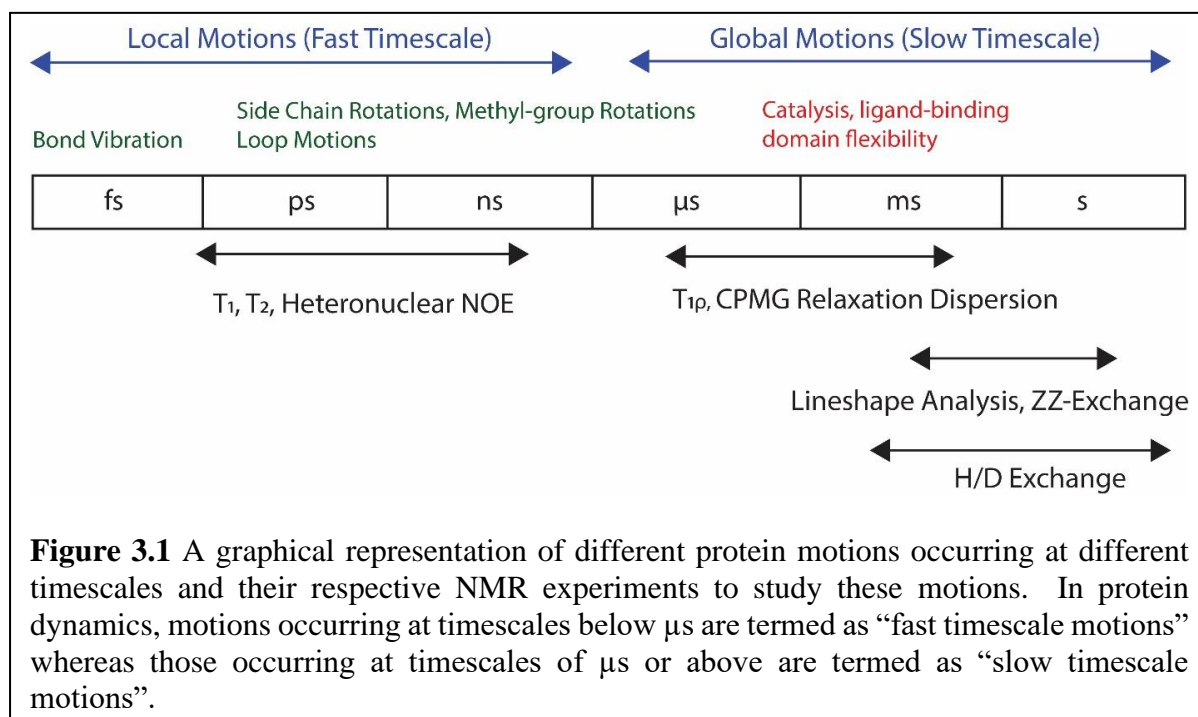 Local Motions (Fast Timescale)
Global Motions (Slow Timescale)
Side Chain Rotations, Methyl-group Rotations
Catalysis, ligand-binding
Bond Vibration
Loop Motions
domain flexibility
fs
ps
ns
µs
ms
s
T₁, T₂, Heteronuclear NOE
T₁ρ, CPMG Relaxation Dispersion
Lineshape Analysis, ZZ-Exchange
H/D Exchange
Figure 3.1 A graphical representation of different protein motions occurring at different
timescales and their respective NMR experiments to study these motions. In protein
dynamics, motions occurring at timescales below µs are termed as “fast timescale motions”
whereas those occurring at timescales of µs or above are termed as “slow timescale
motions”.